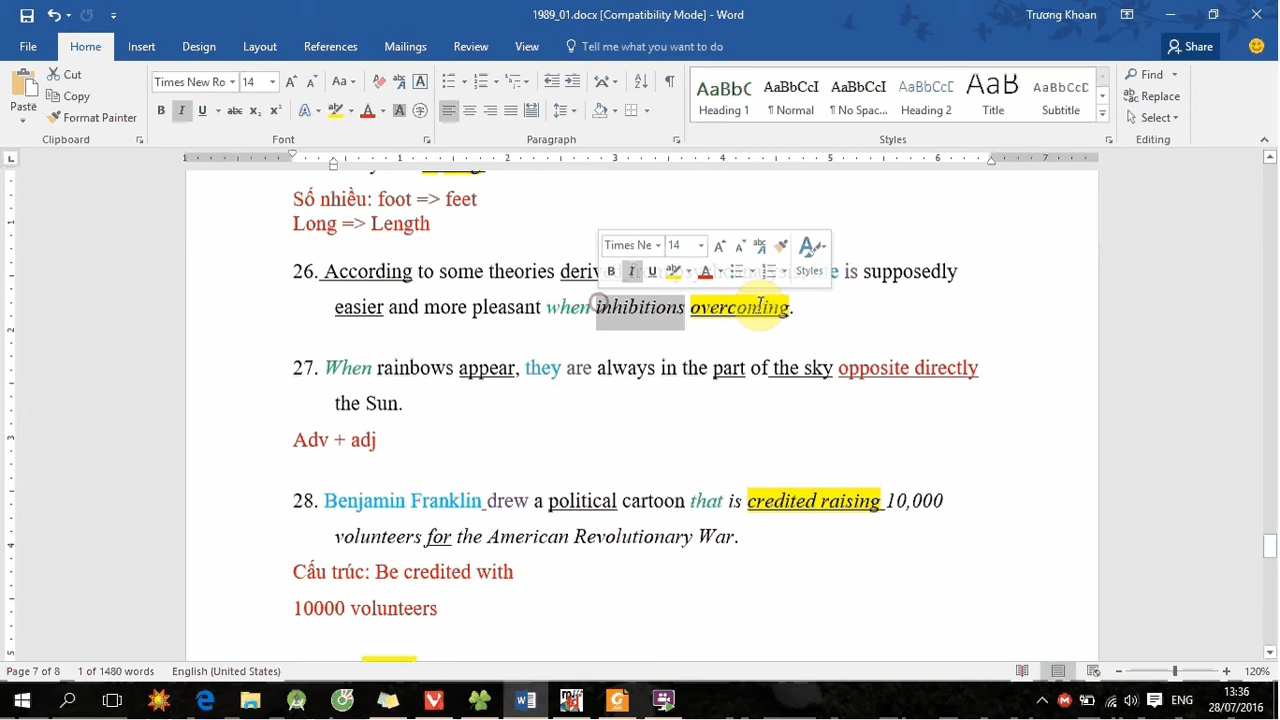 1989_01.docx [Compatibility Mode] - Word
Trương Khoan
File Home Insert Design Layout References Mailings Review View Tell me what you want to do Share
Paste
Cut
Copy
Format Painter
Clipboard
Times New Ro 14 Aa
B I U abc x₂ x²
Font
Paragraph
AaBbC AaBbCcI AaBbCcI AaBbCcI AaB AaBbCcD
Heading 1 ¶ Normal ¶ No Spac... Heading 2 Title Subtitle
Styles
Find
Replace
Select
Editing
Số nhiều: foot => feet
Long => Length
Times Ne 14
B I U Styles
26. According to some theories is supposedly
easier and more pleasant when inhibitions overcoming.
27. When rainbows appear, they are always in the part of the sky opposite directly
the Sun.
Adv + adj
28. Benjamin Franklin drew a political cartoon that is credited raising 10,000
volunteers for the American Revolutionary War.
Cấu trúc: Be credited with
10000 volunteers
Page 7 of 8 1 of 1480 words English (United States) 120%
ENG
13:36
28/07/2016